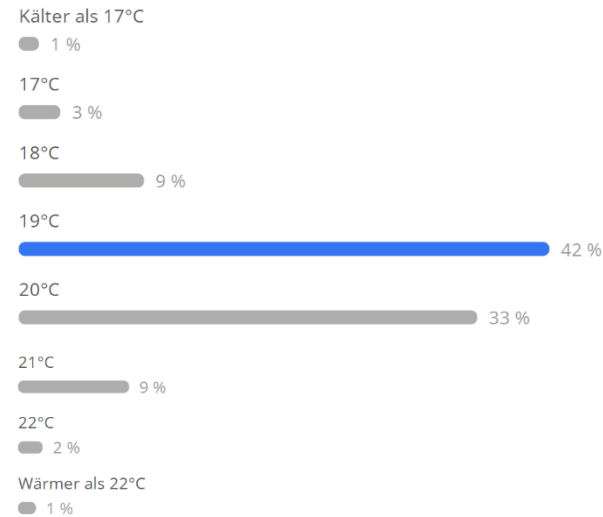 Kälter als 17°C
1 %
17°C
3 %
18°C
9 %
19°C
42 %
20°C
33 %
21°C
9 %
22°C
2 %
Wärmer als 22°C
1 %